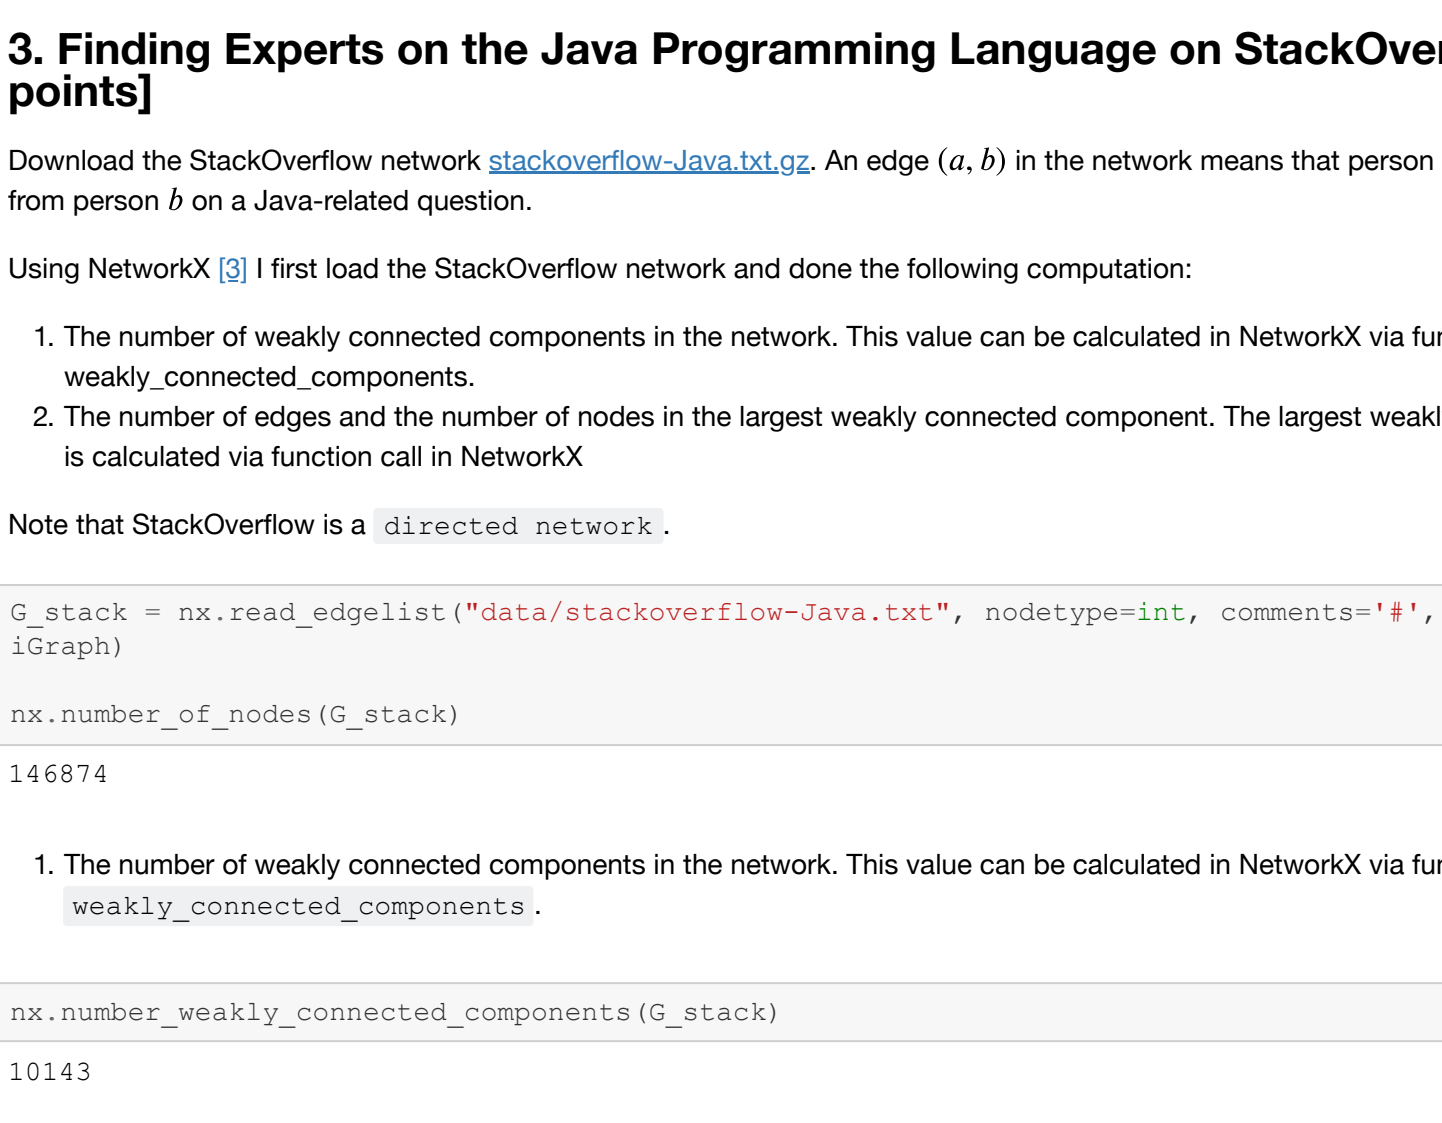 3. Finding Experts on the Java Programming Language on StackOver
points]
Download the StackOverflow network stackoverflow-Java.txt.gz. An edge (a, b) in the network means that person
from person b on a Java-related question.
Using NetworkX [3] I first load the StackOverflow network and done the following computation:
1. The number of weakly connected components in the network. This value can be calculated in NetworkX via fun
weakly_connected_components.
2. The number of edges and the number of nodes in the largest weakly connected component. The largest weakl
is calculated via function call in NetworkX
Note that StackOverflow is a directed network.
G_stack = nx.read_edgelist("data/stackoverflow-Java.txt", nodetype=int, comments='#',
iGraph)
nx.number_of_nodes(G_stack)
146874
1. The number of weakly connected components in the network. This value can be calculated in NetworkX via fun
weakly_connected_components.
nx.number_weakly_connected_components(G_stack)
10143